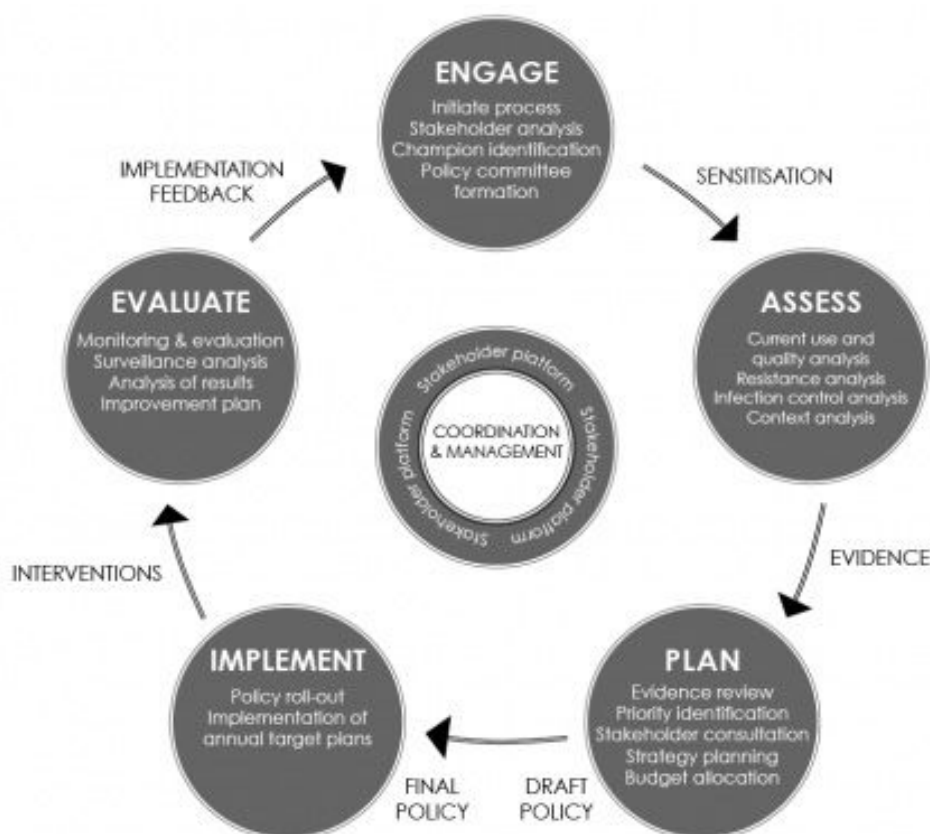 ENGAGE
Initiate process
Stakeholder analysis
Champion identification
Policy committee
formation
IMPLEMENTATION
FEEDBACK
SENSITISATION
EVALUATE
Monitoring & evaluation
Surveillance analysis
Analysis of results
Improvement plan
ASSESS
Current use and
quality analysis
Resistance analysis
Infection control analysis
Context analysis
Stakeholder platform
Stakeholder platform
Stakeholder platform
COORDINATION
& MANAGEMENT
INTERVENTIONS
EVIDENCE
IMPLEMENT
Policy roll-out
Implementation of
annual target plans
PLAN
Evidence review
Priority identification
Stakeholder consultation
Strategy planning
Budget allocation
FINAL
POLICY
DRAFT
POLICY